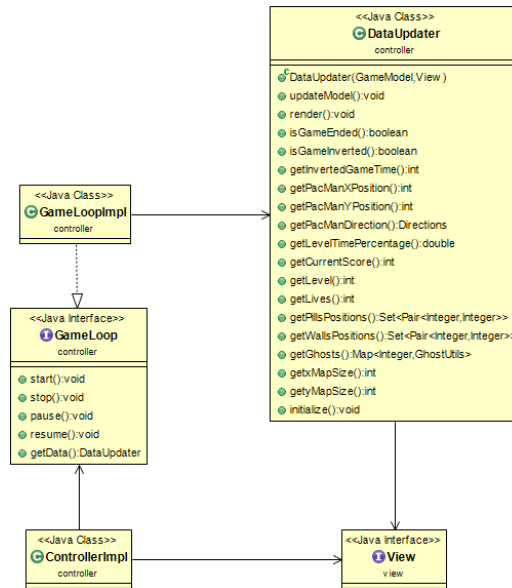 <<Java Class>>
DataUpdater
controller
DataUpdater(GameModel,View )
updateModel():void
render():void
isGameEnded():boolean
isGameInverted():boolean
getInvertedGameTime():int
getPacManXPosition():int
getPacManYPosition():int
getPacManDirection():Directions
getLevelTimePercentage():double
getCurrentScore():int
getLevel():int
getLives():int
getPillsPositions():Set<Pair<Integer,Integer>>
getWallsPositions():Set<Pair<Integer,Integer>>
getGhosts():Map<Integer,GhostUtils>
getxMapSize():int
getyMapSize():int
initialize():void
<<Java Class>>
GameLoopImpl
controller
<<Java Interface>>
GameLoop
controller
start():void
stop():void
pause():void
resume():void
getData():DataUpdater
<<Java Class>>
ControllerImpl
controller
<<Java Interface>>
View
view